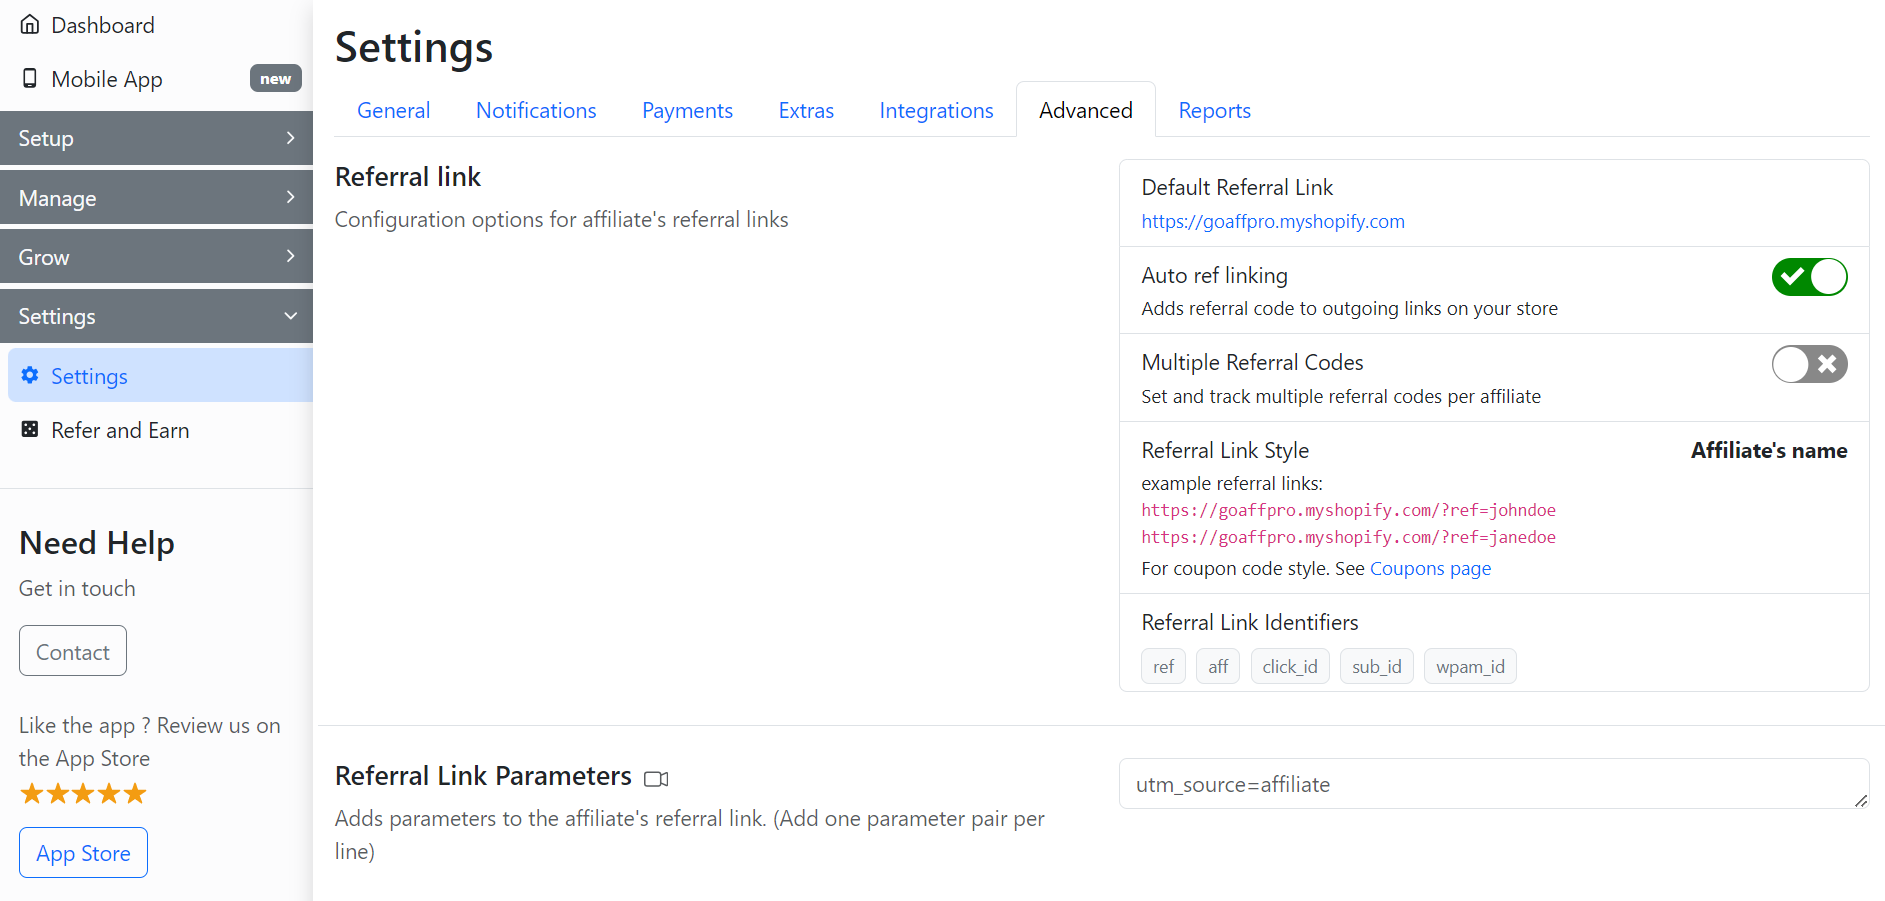 Dashboard
Mobile App
new
Setup
Manage
Grow
Settings
Settings
Refer and Earn
Need Help
Get in touch
Contact
Like the app ? Review us on
the App Store
App Store
Settings
General
Notifications
Payments
Extras
Integrations
Advanced
Reports
Referral link
Configuration options for affiliate's referral links
Default Referral Link
https://goaffpro.myshopify.com
Auto ref linking
Adds referral code to outgoing links on your store
Multiple Referral Codes
Set and track multiple referral codes per affiliate
Referral Link Style
Affiliate's name
example referral links:
https://goaffpro.myshopify.com/?ref=johndoe
https://goaffpro.myshopify.com/?ref=janedoe
For coupon code style. See Coupons page
Referral Link Identifiers
ref
aff
click_id
sub_id
wpam_id
Referral Link Parameters
Adds parameters to the affiliate's referral link. (Add one parameter pair per
line)
utm_source=affiliate